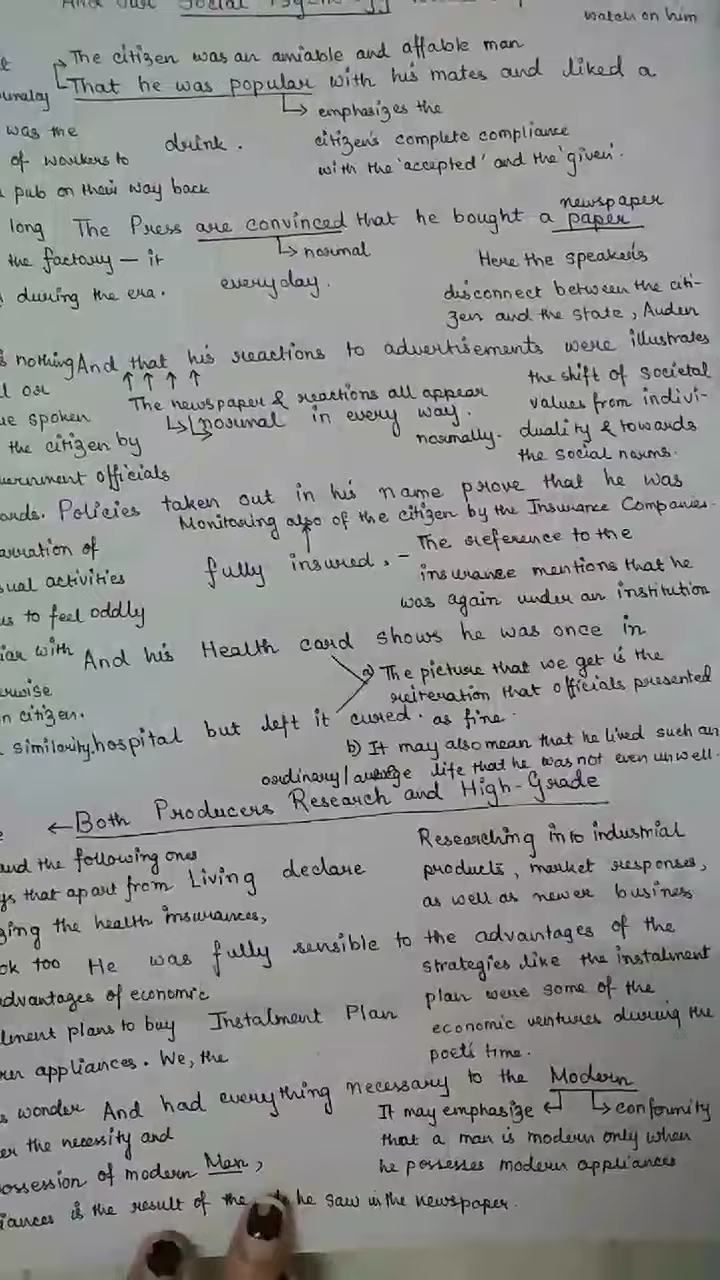 And our Social Psychology
watch on him
The citizen was an amiable and affable man
That he was popular with his mates and liked a
emphasizes the
was the
drink.
citizen's complete compliance
of workers to
with the 'accepted' and the 'given'.
pub on their way back
newspaper
long The Press are convinced that he bought a paper
the factory – it
normal
Here the speakers
during the era.
everyday.
disconnect between the citi-
zen and the state, Auden
nothing And that his reactions to advertisements were illustrates
or
The newspaper & reactions all appear
the shift of societal
spoken
normal in every way.
values from indivi-
the citizen by
normally.
duality & towards
officials
the social norms.
Policies taken out in his name prove that he was
Monitoring also of the citizen by the Insurance Companies.
of
fully insured. –
The reference to the
activities
insurance mentions that he
us to feel oddly
was again under an institution
with And his Health card shows he was once in
a) The picture that we get is the
reiteration that officials presented
citizen.
similarity, hospital but left it cured. as fine.
b) It may also mean that he lived such an
ordinary/average life that he was not even unwell.
← Both Producers Research and High-Grade
and the following ones
Researching into industrial
that apart from Living declare
products, market responses,
the health insurances,
as well as newer business
too He was fully sensible to the advantages of the
advantages of economic
strategies like the instalment
plans to buy Instalment Plan
plan were some of the
appliances. We, the
economic ventures during the
poet's time.
wonder And had everything necessary to the Modern
the necessity and
It may emphasize
conformity
that a man is modern only when
of modern Man,
he possesses modern appliances
is the result of the he saw in the newspaper.